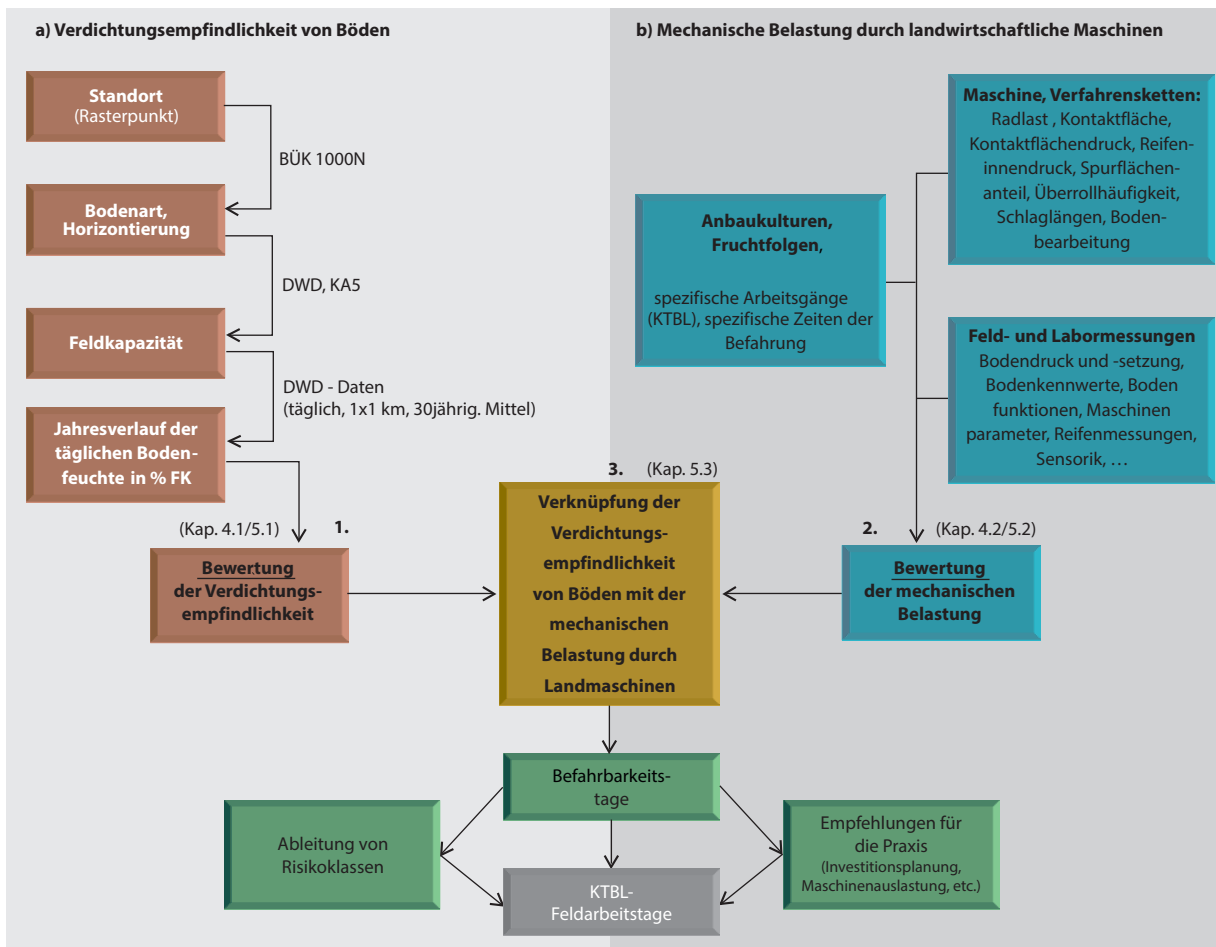 a) Verdichtungsempfindlichkeit von Böden
Standort
(Rasterpunkt)
BÜK 1000N
Bodenart,
Horizontierung
DWD, KA5
Feldkapazität
DWD - Daten
(täglich, 1x1 km, 30jährig. Mittel)
Jahresverlauf der
täglichen Boden-
feuchte in % FK
(Kap. 4.1/5.1)
1.
Bewertung
der Verdichtungs-
empfindlichkeit
b) Mechanische Belastung durch landwirtschaftliche Maschinen
Maschine, Verfahrensketten:
Radlast , Kontaktfläche,
Kontaktflächendruck, Reifen-
innendruck, Spurflächen-
anteil, Überrollhäufigkeit,
Schlaglängen, Boden-
bearbeitung
Anbaukulturen,
Fruchtfolgen,
spezifische Arbeitsgänge
(KTBL), spezifische Zeiten der
Befahrung
Feld- und Labormessungen
Bodendruck und -setzung,
Bodenkennwerte, Boden
funktionen, Maschinen
parameter, Reifenmessungen,
Sensorik, …
2.
(Kap. 4.2/5.2)
Bewertung
der mechanischen
Belastung
3.
(Kap. 5.3)
Verknüpfung der
Verdichtungs-
empfindlichkeit
von Böden mit der
mechanischen
Belastung durch
Landmaschinen
Befahrbarkeits-
tage
Ableitung von
Risikoklassen
Empfehlungen für
die Praxis
(Investitionsplanung,
Maschinenauslastung, etc.)
KTBL-
Feldarbeitstage